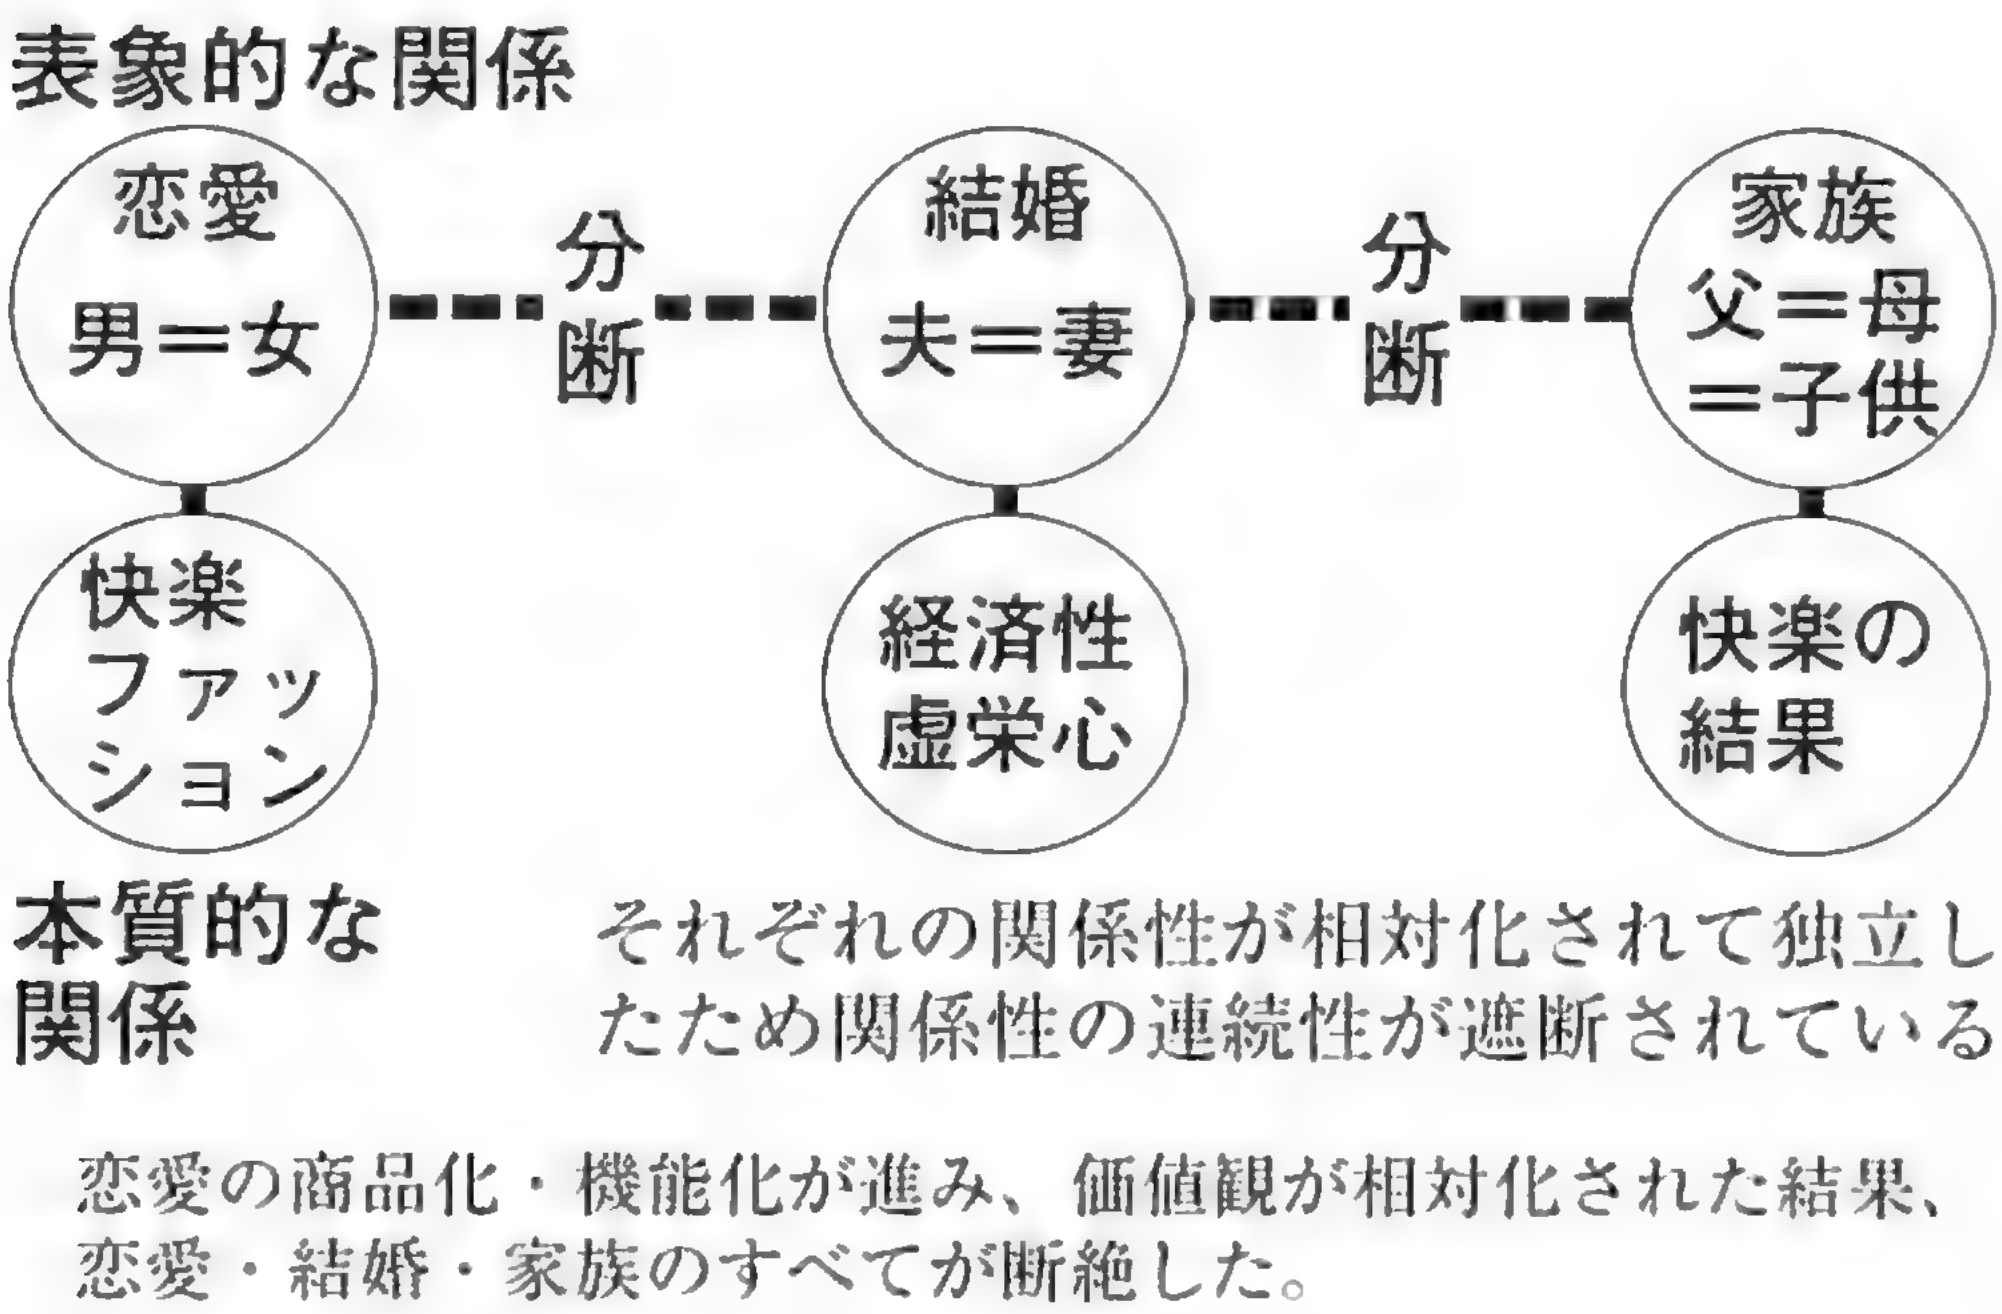 表象的な関係
恋愛
男＝女
分断
結婚
夫＝妻
分断
家族
父＝母
＝子供
快楽
ファッ
ション
経済性
虚栄心
快楽の
結果
本質的な
関係
それぞれの関係性が相対化されて独立し
たため関係性の連続性が遮断されている
恋愛の商品化・機能化が進み、価値観が相対化された結果、
恋愛・結婚・家族のすべてが断絶した。